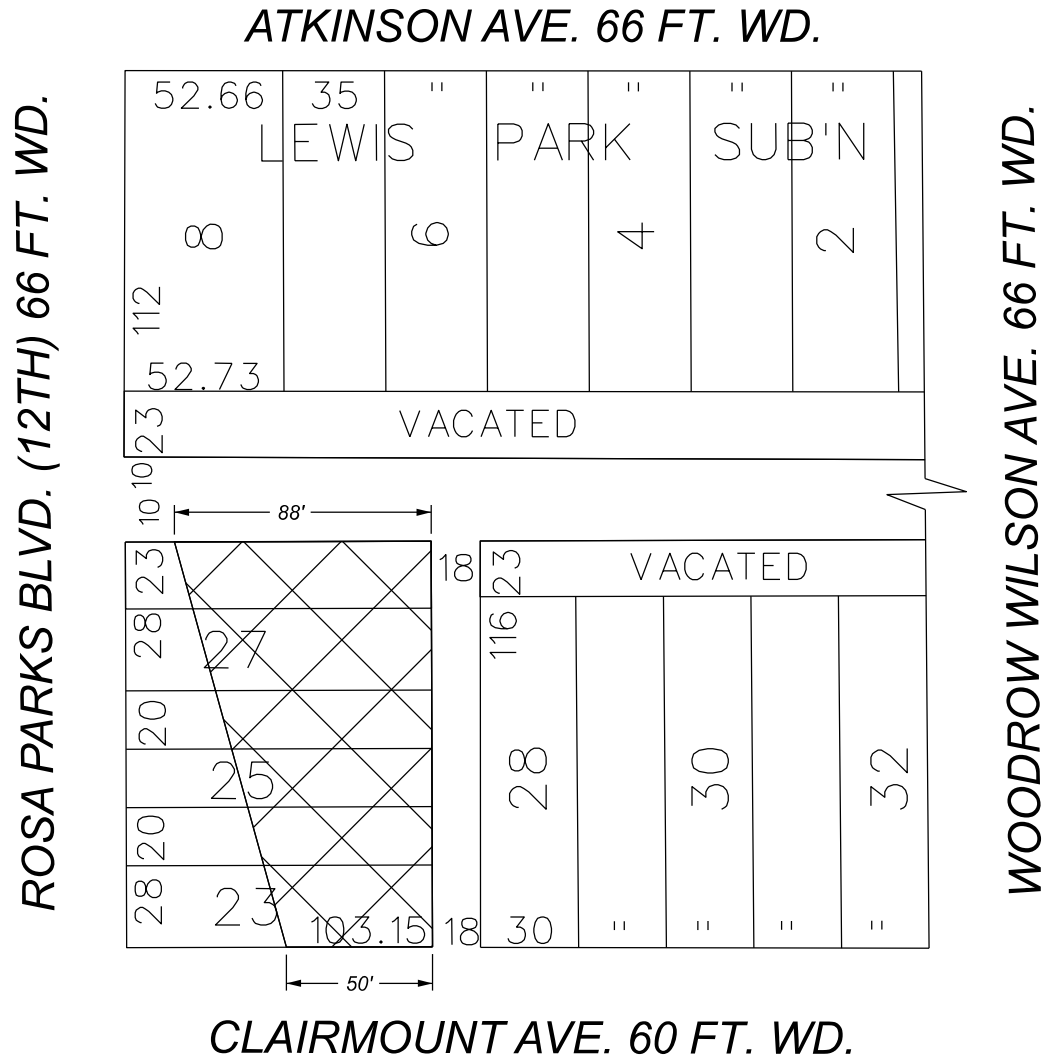 ATKINSON AVE. 66 FT. WD.
ROSA PARKS BLVD. (12TH) 66 FT. WD.
WOODROW WILSON AVE. 66 FT. WD.
52.66 35 " " " " "
LEWIS PARK SUB'N
8 6 4 2
112
52.73
23 VACATED
10
10
88'
23 18 23 VACATED
28 27 116
20
25 28 30 32
20
28 23 103.15 18 30 " " " "
50'
CLAIRMOUNT AVE. 60 FT. WD.